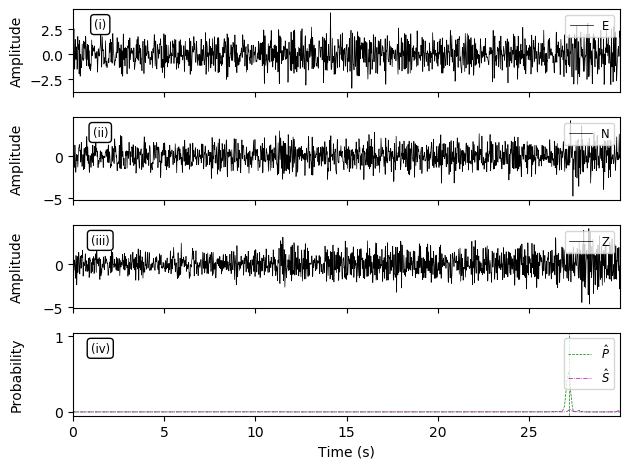 Amplitude
2.5
0.0
−2.5
(i)
E
Amplitude
0
−5
(ii)
N
Amplitude
0
−5
(iii)
Z
Probability
1
0
(iv)
P̂
Ŝ
0 5 10 15 20 25
Time (s)